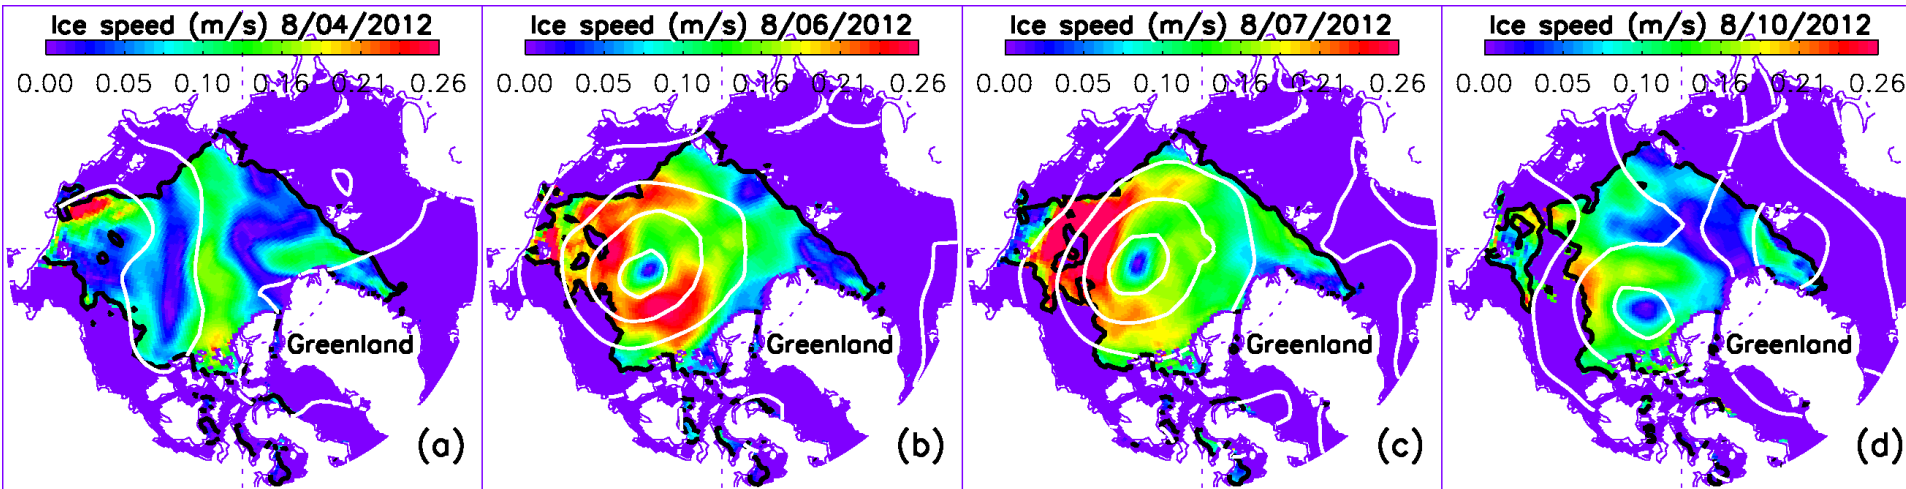 Ice speed (m/s) 8/04/2012
0.00 0.05 0.10 0.16 0.21 0.26
Greenland
(a)
Ice speed (m/s) 8/06/2012
0.00 0.05 0.10 0.16 0.21 0.26
Greenland
(b)
Ice speed (m/s) 8/07/2012
0.00 0.05 0.10 0.16 0.21 0.26
Greenland
(c)
Ice speed (m/s) 8/10/2012
0.00 0.05 0.10 0.16 0.21 0.26
Greenland
(d)